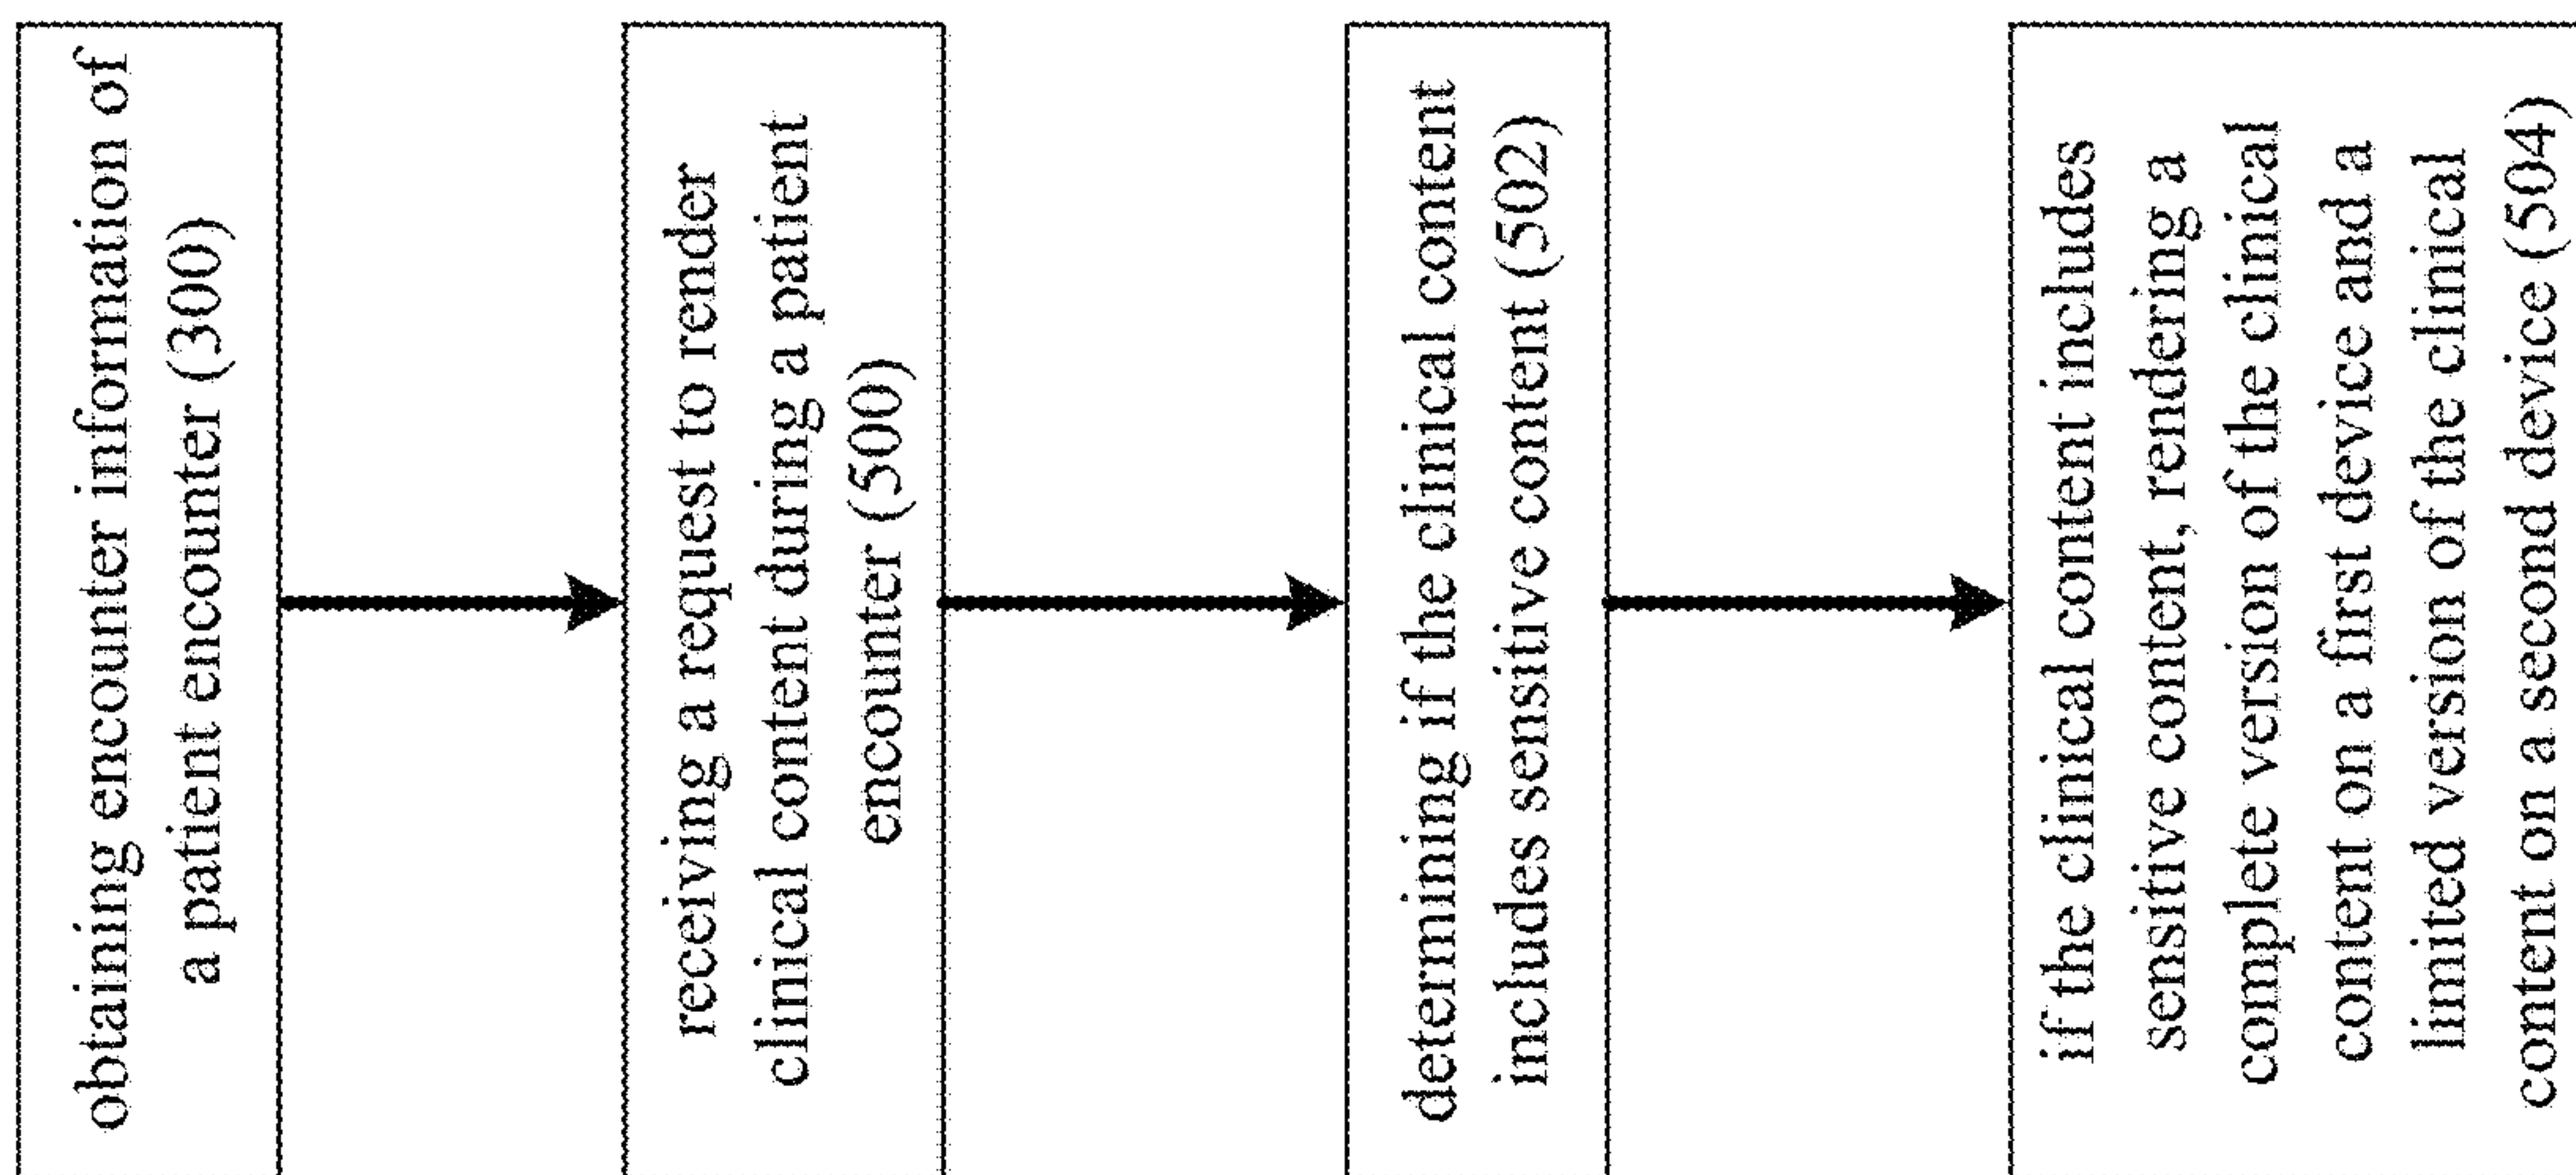 obtaining encounter information of
a patient encounter (300)
receiving a request to render
clinical content during a patient
encounter (500)
determining if the clinical content
includes sensitive content (502)
if the clinical content includes
sensitive content, rendering a
complete version of the clinical
content on a first device and a
limited version of the clinical
content on a second device (504)